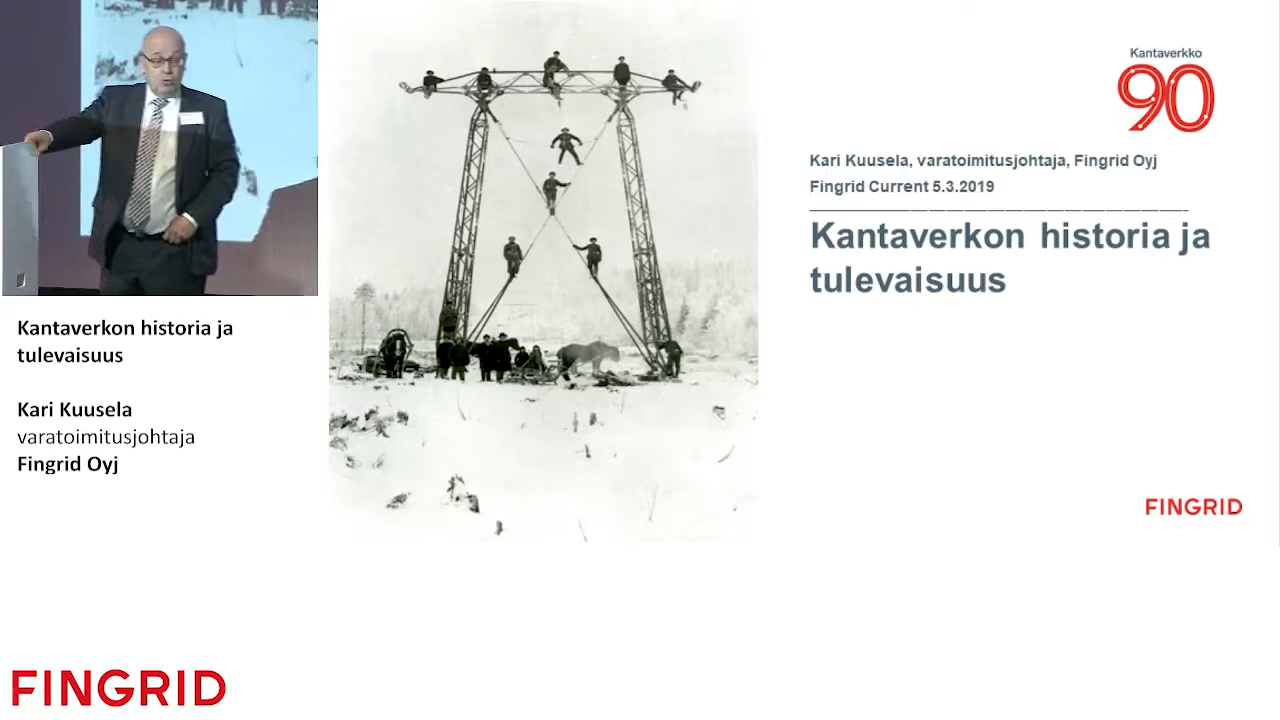 Kantaverkon historia ja
tulevaisuus
Kari Kuusela
varatoimitusjohtaja
Fingrid Oyj
FINGRID
Kantaverkko
90
Kari Kuusela, varatoimitusjohtaja, Fingrid Oyj
Fingrid Current 5.3.2019
Kantaverkon historia ja
tulevaisuus
FINGRID